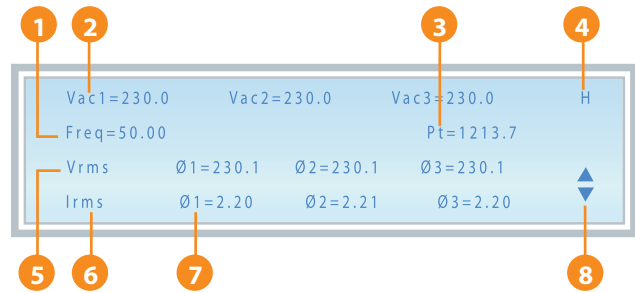 1 2 3 4
Vac1=230.0 Vac2=230.0 Vac3=230.0 H
Freq=50.00 Pt=1213.7
Vrms Ø1=230.1 Ø2=230.1 Ø3=230.1
Irms Ø1=2.20 Ø2=2.21 Ø3=2.20
5 6 7 8